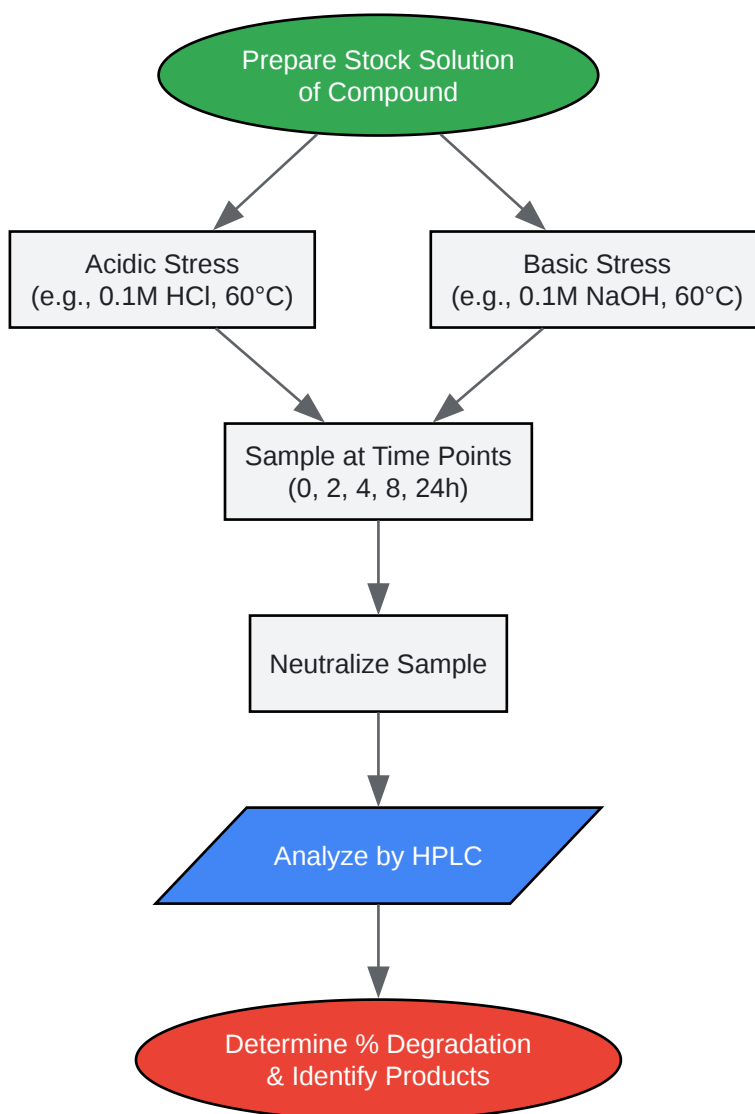 Prepare Stock Solution
of Compound
Acidic Stress
(e.g., 0.1M HCl, 60°C)
Basic Stress
(e.g., 0.1M NaOH, 60°C)
Sample at Time Points
(0, 2, 4, 8, 24h)
Neutralize Sample
Analyze by HPLC
Determine % Degradation
& Identify Products